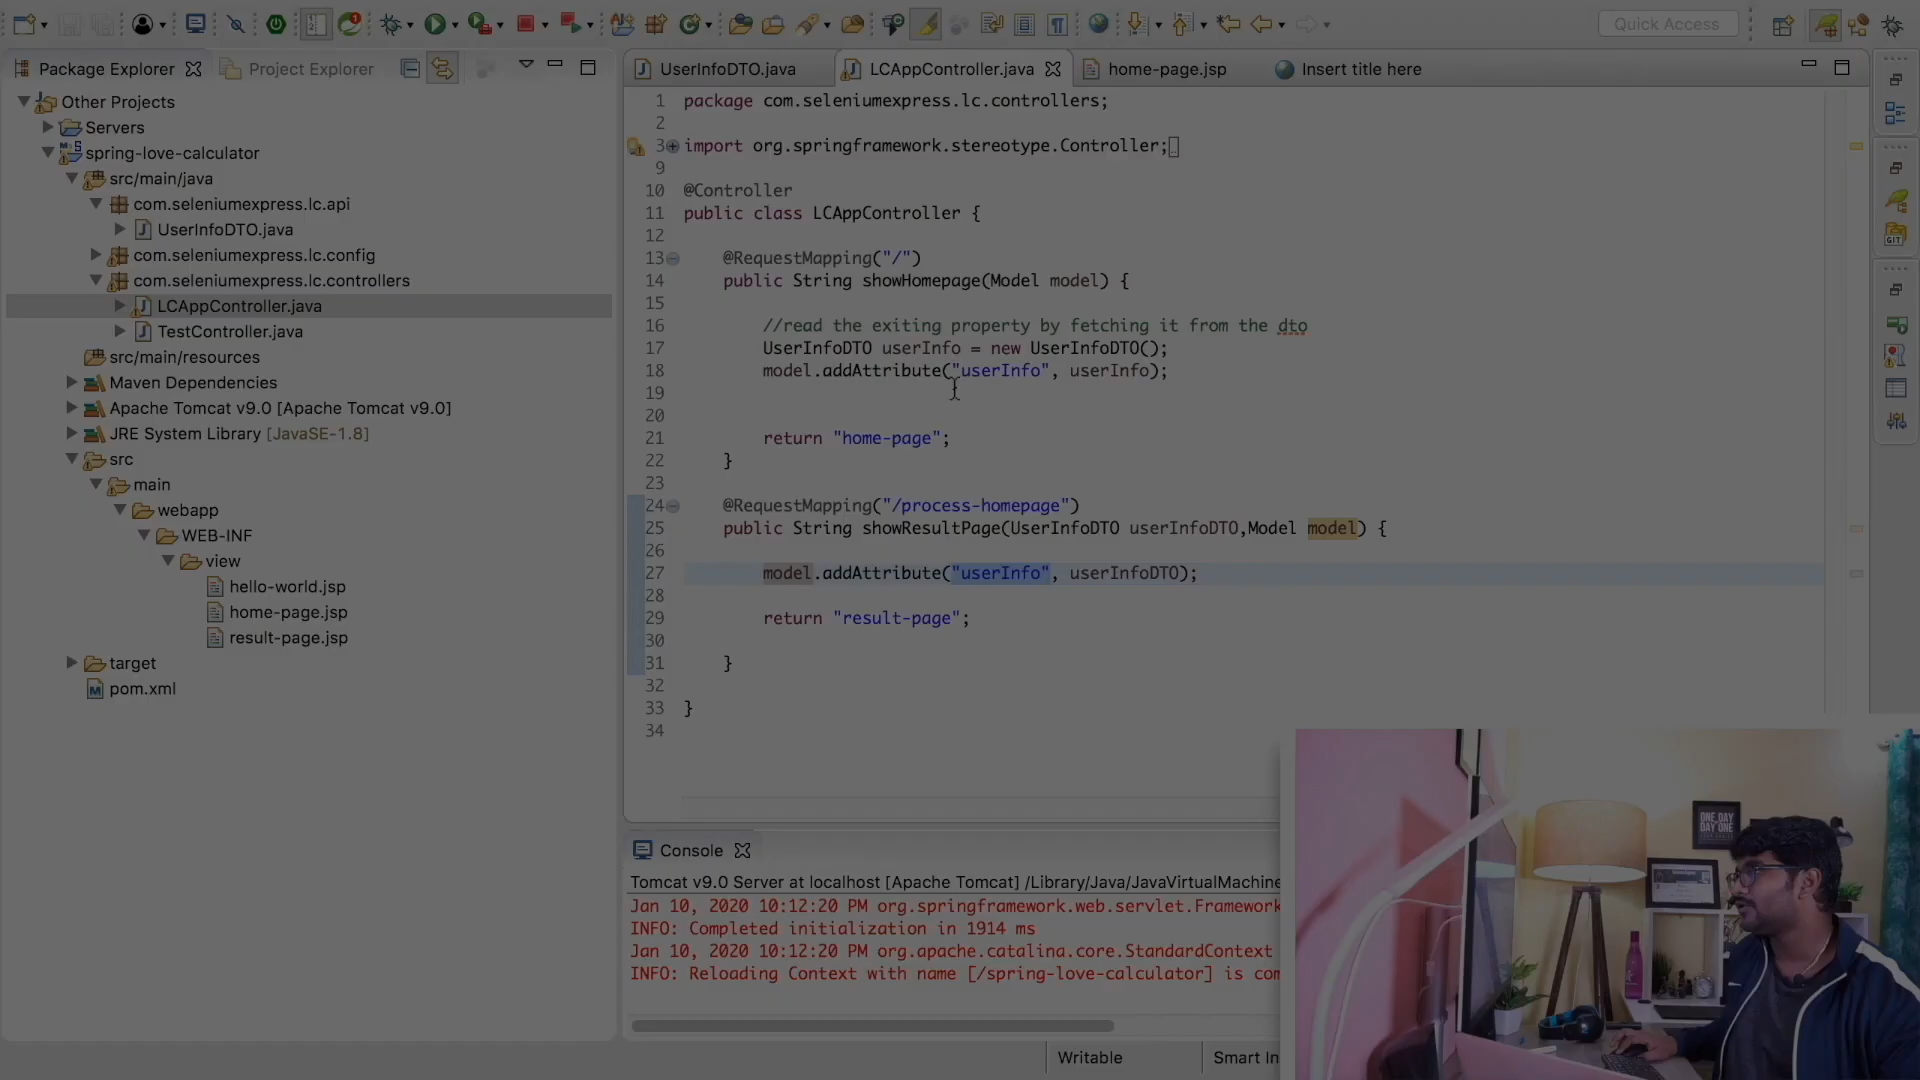 Quick Access
Package Explorer
Project Explorer
Other Projects
Servers
spring-love-calculator
src/main/java
com.seleniumexpress.lc.api
UserInfoDTO.java
com.seleniumexpress.lc.config
com.seleniumexpress.lc.controllers
LCAppController.java
TestController.java
src/main/resources
Maven Dependencies
Apache Tomcat v9.0 [Apache Tomcat v9.0]
JRE System Library [JavaSE-1.8]
src
main
webapp
WEB-INF
view
hello-world.jsp
home-page.jsp
result-page.jsp
target
pom.xml
UserInfoDTO.java
LCAppController.java
home-page.jsp
Insert title here
1 package com.seleniumexpress.lc.controllers;
2
3 import org.springframework.stereotype.Controller;
9
10 @Controller
11 public class LCAppController {
12
13 @RequestMapping("/")
14 public String showHomepage(Model model) {
15
16 //read the exiting property by fetching it from the dto
17 UserInfoDTO userInfo = new UserInfoDTO();
18 model.addAttribute("userInfo", userInfo);
19
20
21 return "home-page";
22 }
23
24 @RequestMapping("/process-homepage")
25 public String showResultPage(UserInfoDTO userInfoDTO,Model model) {
26
27 model.addAttribute("userInfo", userInfoDTO);
28
29 return "result-page";
30
31 }
32
33 }
34
Console
Tomcat v9.0 Server at localhost [Apache Tomcat] /Library/Java/JavaVirtualMachine
Jan 10, 2020 10:12:20 PM org.springframework.web.servlet.Framework
INFO: Completed initialization in 1914 ms
Jan 10, 2020 10:12:20 PM org.apache.catalina.core.StandardContext
INFO: Reloading Context with name [/spring-love-calculator] is com
Writable
Smart In
ONE DAY
DAY ONE
GIT